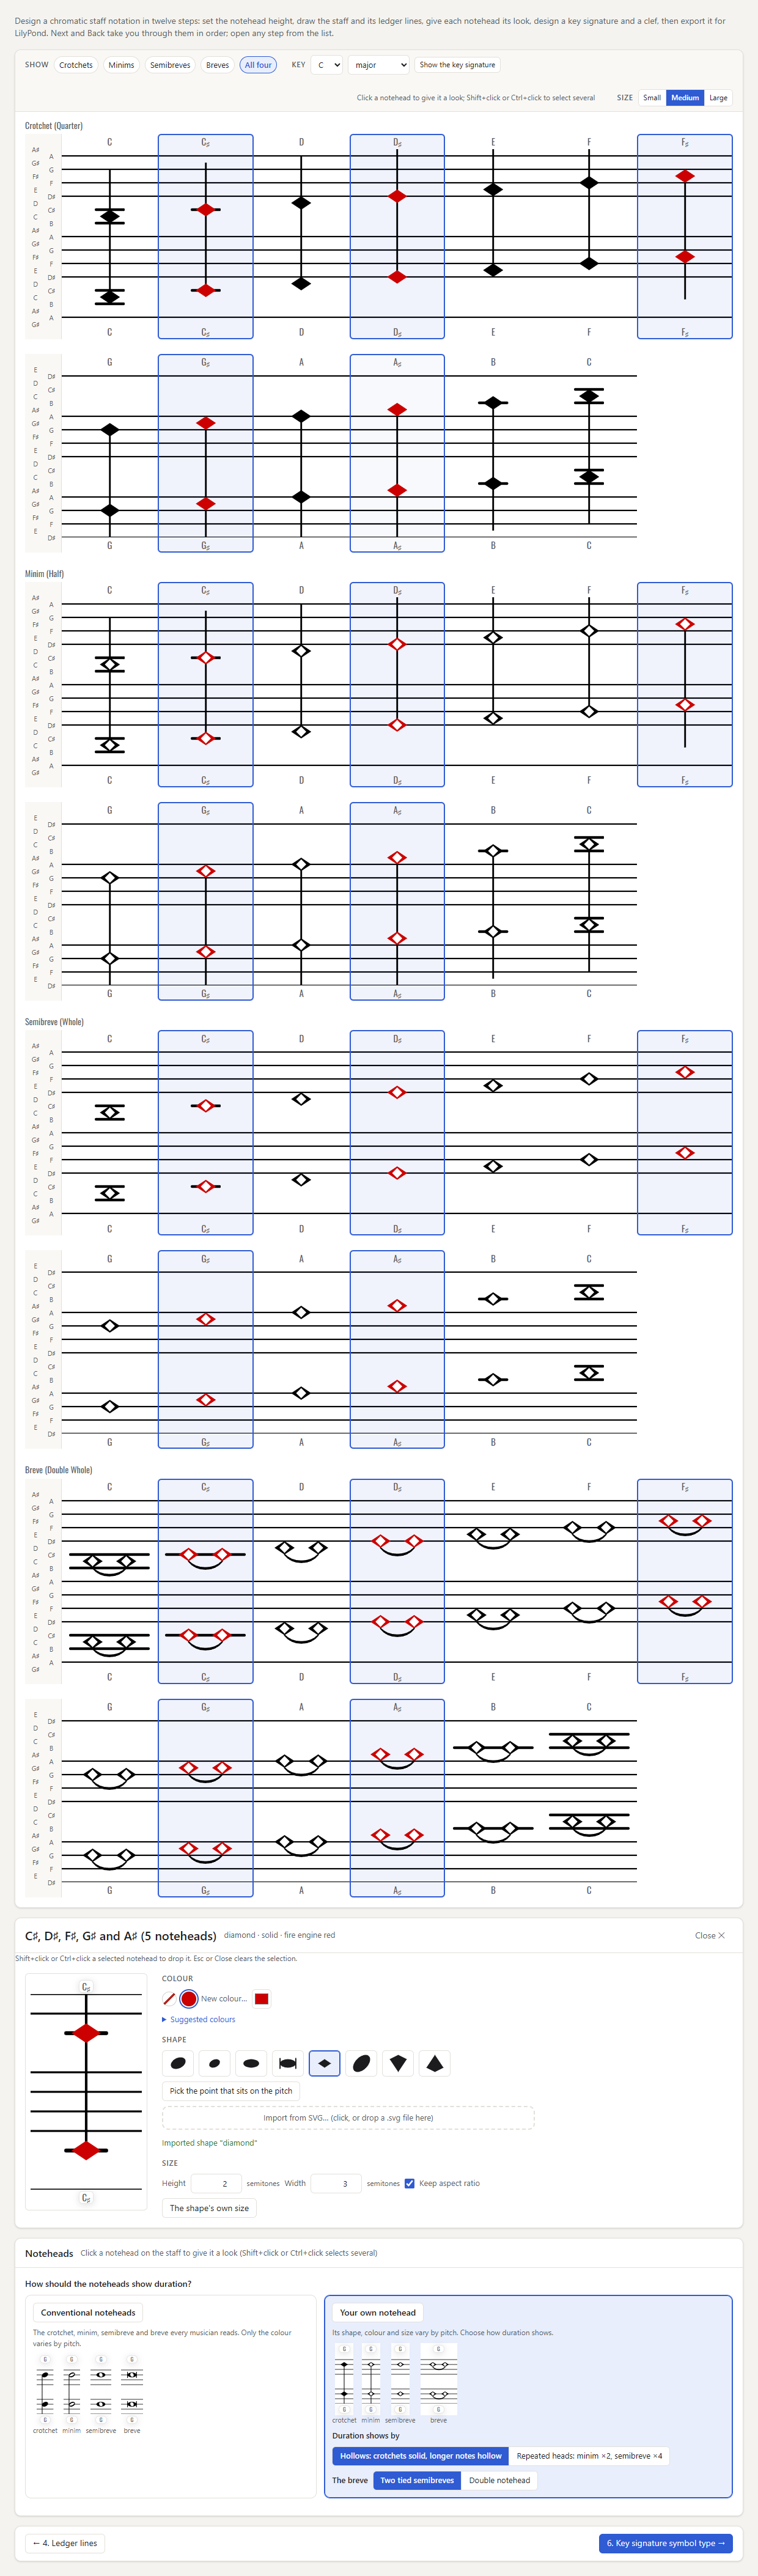 Design a chromatic staff notation in twelve steps: set the notehead height, draw the staff and its ledger lines, give each notehead its look, design a key signature and a clef, then export it for
LilyPond. Next and Back take you through them in order; open any step from the list.
SHOW Crotchets Minims Semibreves Breves All four KEY C major Show the key signature
Click a notehead to give it a look; Shift+click or Ctrl+click to select several SIZE Small Medium Large
Crotchet (Quarter)
C C♯ D D♯ E F F♯
A♯
A
G♯
G
F♯
F
E
D♯
D
C♯
C
B
A♯
A
G♯
G
F♯
F
E
D♯
D
C♯
C
B
A♯
A
G♯
C C♯ D D♯ E F F♯
G G♯ A A♯ B C
E
D♯
D
C♯
C
B
A♯
A
G♯
G
F♯
F
E
D♯
D
C♯
C
B
A♯
A
G♯
G
F♯
F
E
D♯
G G♯ A A♯ B C
Minim (Half)
C C♯ D D♯ E F F♯
A♯
A
G♯
G
F♯
F
E
D♯
D
C♯
C
B
A♯
A
G♯
G
F♯
F
E
D♯
D
C♯
C
B
A♯
A
G♯
C C♯ D D♯ E F F♯
G G♯ A A♯ B C
E
D♯
D
C♯
C
B
A♯
A
G♯
G
F♯
F
E
D♯
D
C♯
C
B
A♯
A
G♯
G
F♯
F
E
D♯
G G♯ A A♯ B C
Semibreve (Whole)
C C♯ D D♯ E F F♯
A♯
A
G♯
G
F♯
F
E
D♯
D
C♯
C
B
A♯
A
G♯
G
F♯
F
E
D♯
D
C♯
C
B
A♯
A
G♯
C C♯ D D♯ E F F♯
G G♯ A A♯ B C
E
D♯
D
C♯
C
B
A♯
A
G♯
G
F♯
F
E
D♯
D
C♯
C
B
A♯
A
G♯
G
F♯
F
E
D♯
G G♯ A A♯ B C
Breve (Double Whole)
C C♯ D D♯ E F F♯
A♯
A
G♯
G
F♯
F
E
D♯
D
C♯
C
B
A♯
A
G♯
G
F♯
F
E
D♯
D
C♯
C
B
A♯
A
G♯
C C♯ D D♯ E F F♯
G G♯ A A♯ B C
E
D♯
D
C♯
C
B
A♯
A
G♯
G
F♯
F
E
D♯
D
C♯
C
B
A♯
A
G♯
G
F♯
F
E
D♯
G G♯ A A♯ B C
C♯, D♯, F♯, G♯ and A♯ (5 noteheads) diamond · solid · fire engine red Close ×
Shift+click or Ctrl+click a selected notehead to drop it. Esc or Close clears the selection.
C♯
C♯
COLOUR
New colour...
▶ Suggested colours
SHAPE
Pick the point that sits on the pitch
Import from SVG... (click, or drop a .svg file here)
Imported shape "diamond"
SIZE
Height 2 semitones Width 3 semitones Keep aspect ratio
The shape's own size
Noteheads Click a notehead on the staff to give it a look (Shift+click or Ctrl+click selects several)
How should the noteheads show duration?
Conventional noteheads
The crotchet, minim, semibreve and breve every musician reads. Only the colour
varies by pitch.
G G G G
G G G G
crotchet minim semibreve breve
Your own notehead
Its shape, colour and size vary by pitch. Choose how duration shows.
G G G G
G G G G
crotchet minim semibreve breve
Duration shows by
Hollows: crotchets solid, longer notes hollow Repeated heads: minim ×2, semibreve ×4
The breve Two tied semibreves Double notehead
← 4. Ledger lines
6. Key signature symbol type →